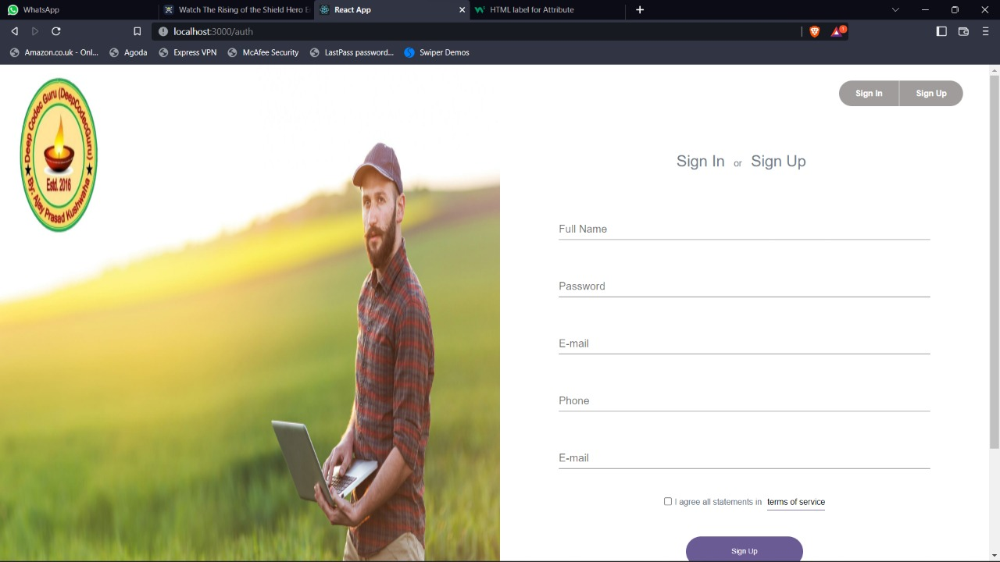 WhatsApp
Watch The Rising of the Shield Hero E
React App
HTML label for Attribute
localhost:3000/auth
1
Amazon.co.uk - Onl...
Agoda
Express VPN
McAfee Security
LastPass password...
Swiper Demos
Deep Codec Guru (DeepCodecGuru)
Estd. 2016
By:- Ajay Prasad Kushwaha
Sign In
Sign Up
Sign In or Sign Up
Full Name
Password
E-mail
Phone
E-mail
I agree all statements in terms of service
Sign Up